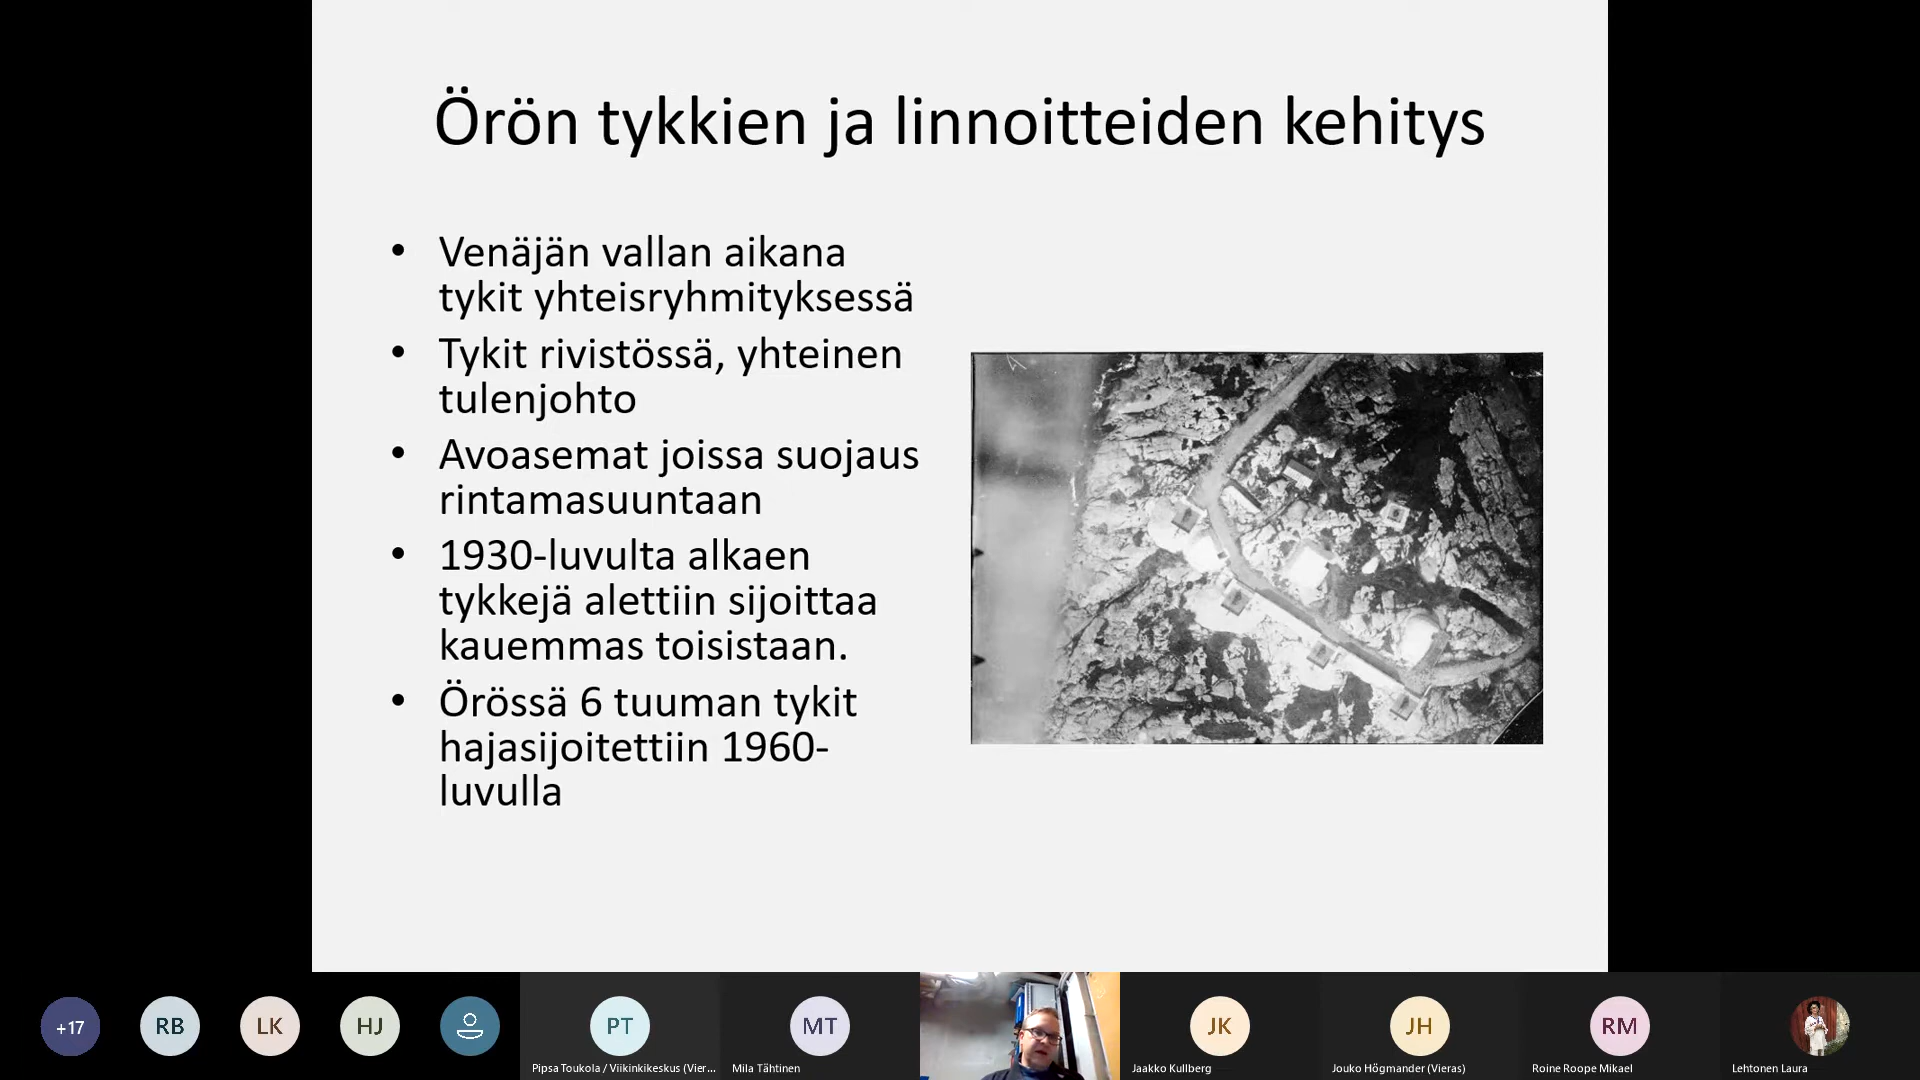 Örön tykkien ja linnoitteiden kehitys
• Venäjän vallan aikana
tykit yhteisryhmityksessä
• Tykit rivistössä, yhteinen
tulenjohto
• Avoasemat joissa suojaus
rintamasuuntaan
• 1930-luvulta alkaen
tykkejä alettiin sijoittaa
kauemmas toisistaan.
• Örössä 6 tuuman tykit
hajasijoitettiin 1960-
luvulla
+17
RB
LK
HJ
PT
MT
JK
JH
RM
Pipsa Toukola / Viikinkikeskus (Vier...
Mila Tähtinen
Jaakko Kullberg
Jouko Högmander (Vieras)
Roine Roope Mikael
Lehtonen Laura